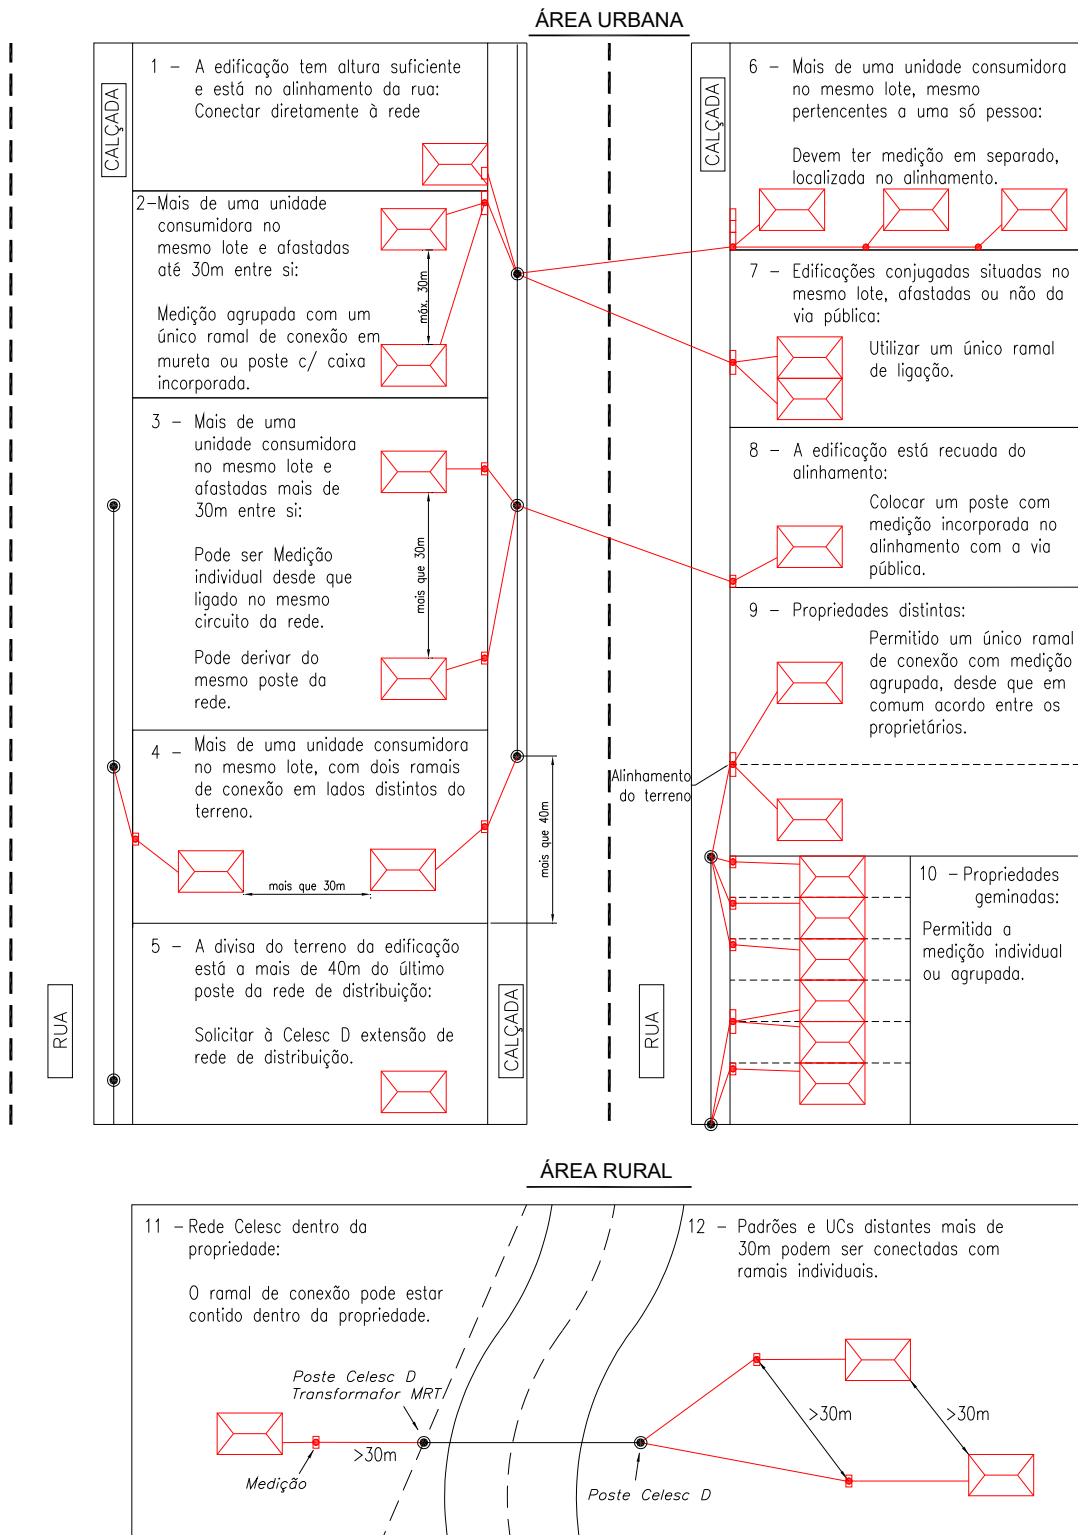 ÁREA URBANA
CALÇADA
1 - A edificação tem altura suficiente
e está no alinhamento da rua:
Conectar diretamente à rede
2-Mais de uma unidade
consumidora no
mesmo lote e afastadas
até 30m entre si:
Medição agrupada com um
único ramal de conexão em
mureta ou poste c/ caixa
incorporada.
máx. 30m
3 - Mais de uma
unidade consumidora
no mesmo lote e
afastadas mais de
30m entre si:
Pode ser Medição
individual desde que
ligado no mesmo
circuito da rede.
Pode derivar do
mesmo poste da
rede.
mais que 30m
4 - Mais de uma unidade consumidora
no mesmo lote, com dois ramais
de conexão em lados distintos do
terreno.
mais que 30m
mais que 40m
5 - A divisa do terreno da edificação
está a mais de 40m do último
poste da rede de distribuição:
Solicitar à Celesc D extensão de
rede de distribuição.
RUA
CALÇADA
CALÇADA
6 - Mais de uma unidade consumidora
no mesmo lote, mesmo
pertencentes a uma só pessoa:
Devem ter medição em separado,
localizada no alinhamento.
7 - Edificações conjugadas situadas no
mesmo lote, afastadas ou não da
via pública:
Utilizar um único ramal
de ligação.
8 - A edificação está recuada do
alinhamento:
Colocar um poste com
medição incorporada no
alinhamento com a via
pública.
9 - Propriedades distintas:
Permitido um único ramal
de conexão com medição
agrupada, desde que em
comum acordo entre os
proprietários.
Alinhamento
do terreno
10 - Propriedades
geminadas:
Permitida a
medição individual
ou agrupada.
RUA
ÁREA RURAL
11 - Rede Celesc dentro da
propriedade:
O ramal de conexão pode estar
contido dentro da propriedade.
Poste Celesc D
Transformafor MRT
>30m
Medição
12 - Padrões e UCs distantes mais de
30m podem ser conectadas com
ramais individuais.
>30m
>30m
Poste Celesc D